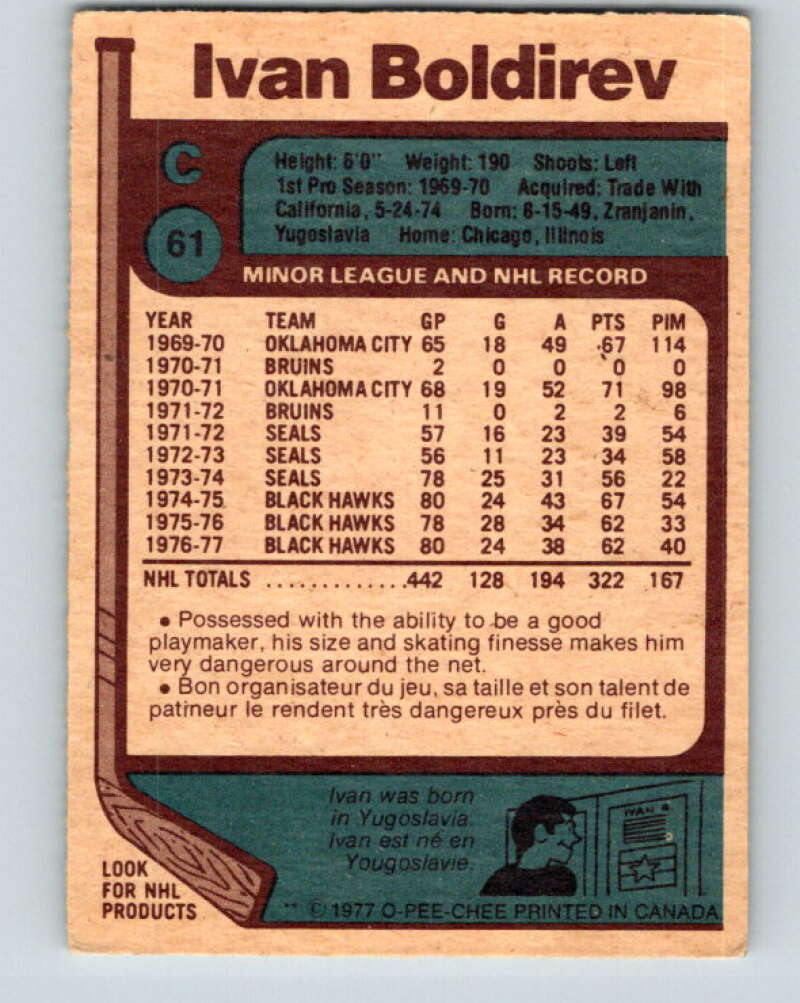 Ivan Boldirev
C
61
Height: 6'0" Weight: 190 Shoots: Left
1st Pro Season: 1969-70 Acquired: Trade With
California, 5-24-74 Born: 8-15-49, Zranjanin,
Yugoslavia Home: Chicago, Illinois
MINOR LEAGUE AND NHL RECORD
YEAR TEAM GP G A PTS PIM
1969-70 OKLAHOMA CITY 65 18 49 67 114
1970-71 BRUINS 2 0 0 0 0
1970-71 OKLAHOMA CITY 68 19 52 71 98
1971-72 BRUINS 11 0 2 2 6
1971-72 SEALS 57 16 23 39 54
1972-73 SEALS 56 11 23 34 58
1973-74 SEALS 78 25 31 56 22
1974-75 BLACK HAWKS 80 24 43 67 54
1975-76 BLACK HAWKS 78 28 34 62 33
1976-77 BLACK HAWKS 80 24 38 62 40
NHL TOTALS .............442 128 194 322 167
• Possessed with the ability to be a good
playmaker, his size and skating finesse makes him
very dangerous around the net.
• Bon organisateur du jeu, sa taille et son talent de
patineur le rendent très dangereux près du filet.
Ivan was born
in Yugoslavia.
Ivan est né en
Yougoslavie.
IVAN B.
LOOK
FOR NHL
PRODUCTS
** © 1977 O-PEE-CHEE PRINTED IN CANADA